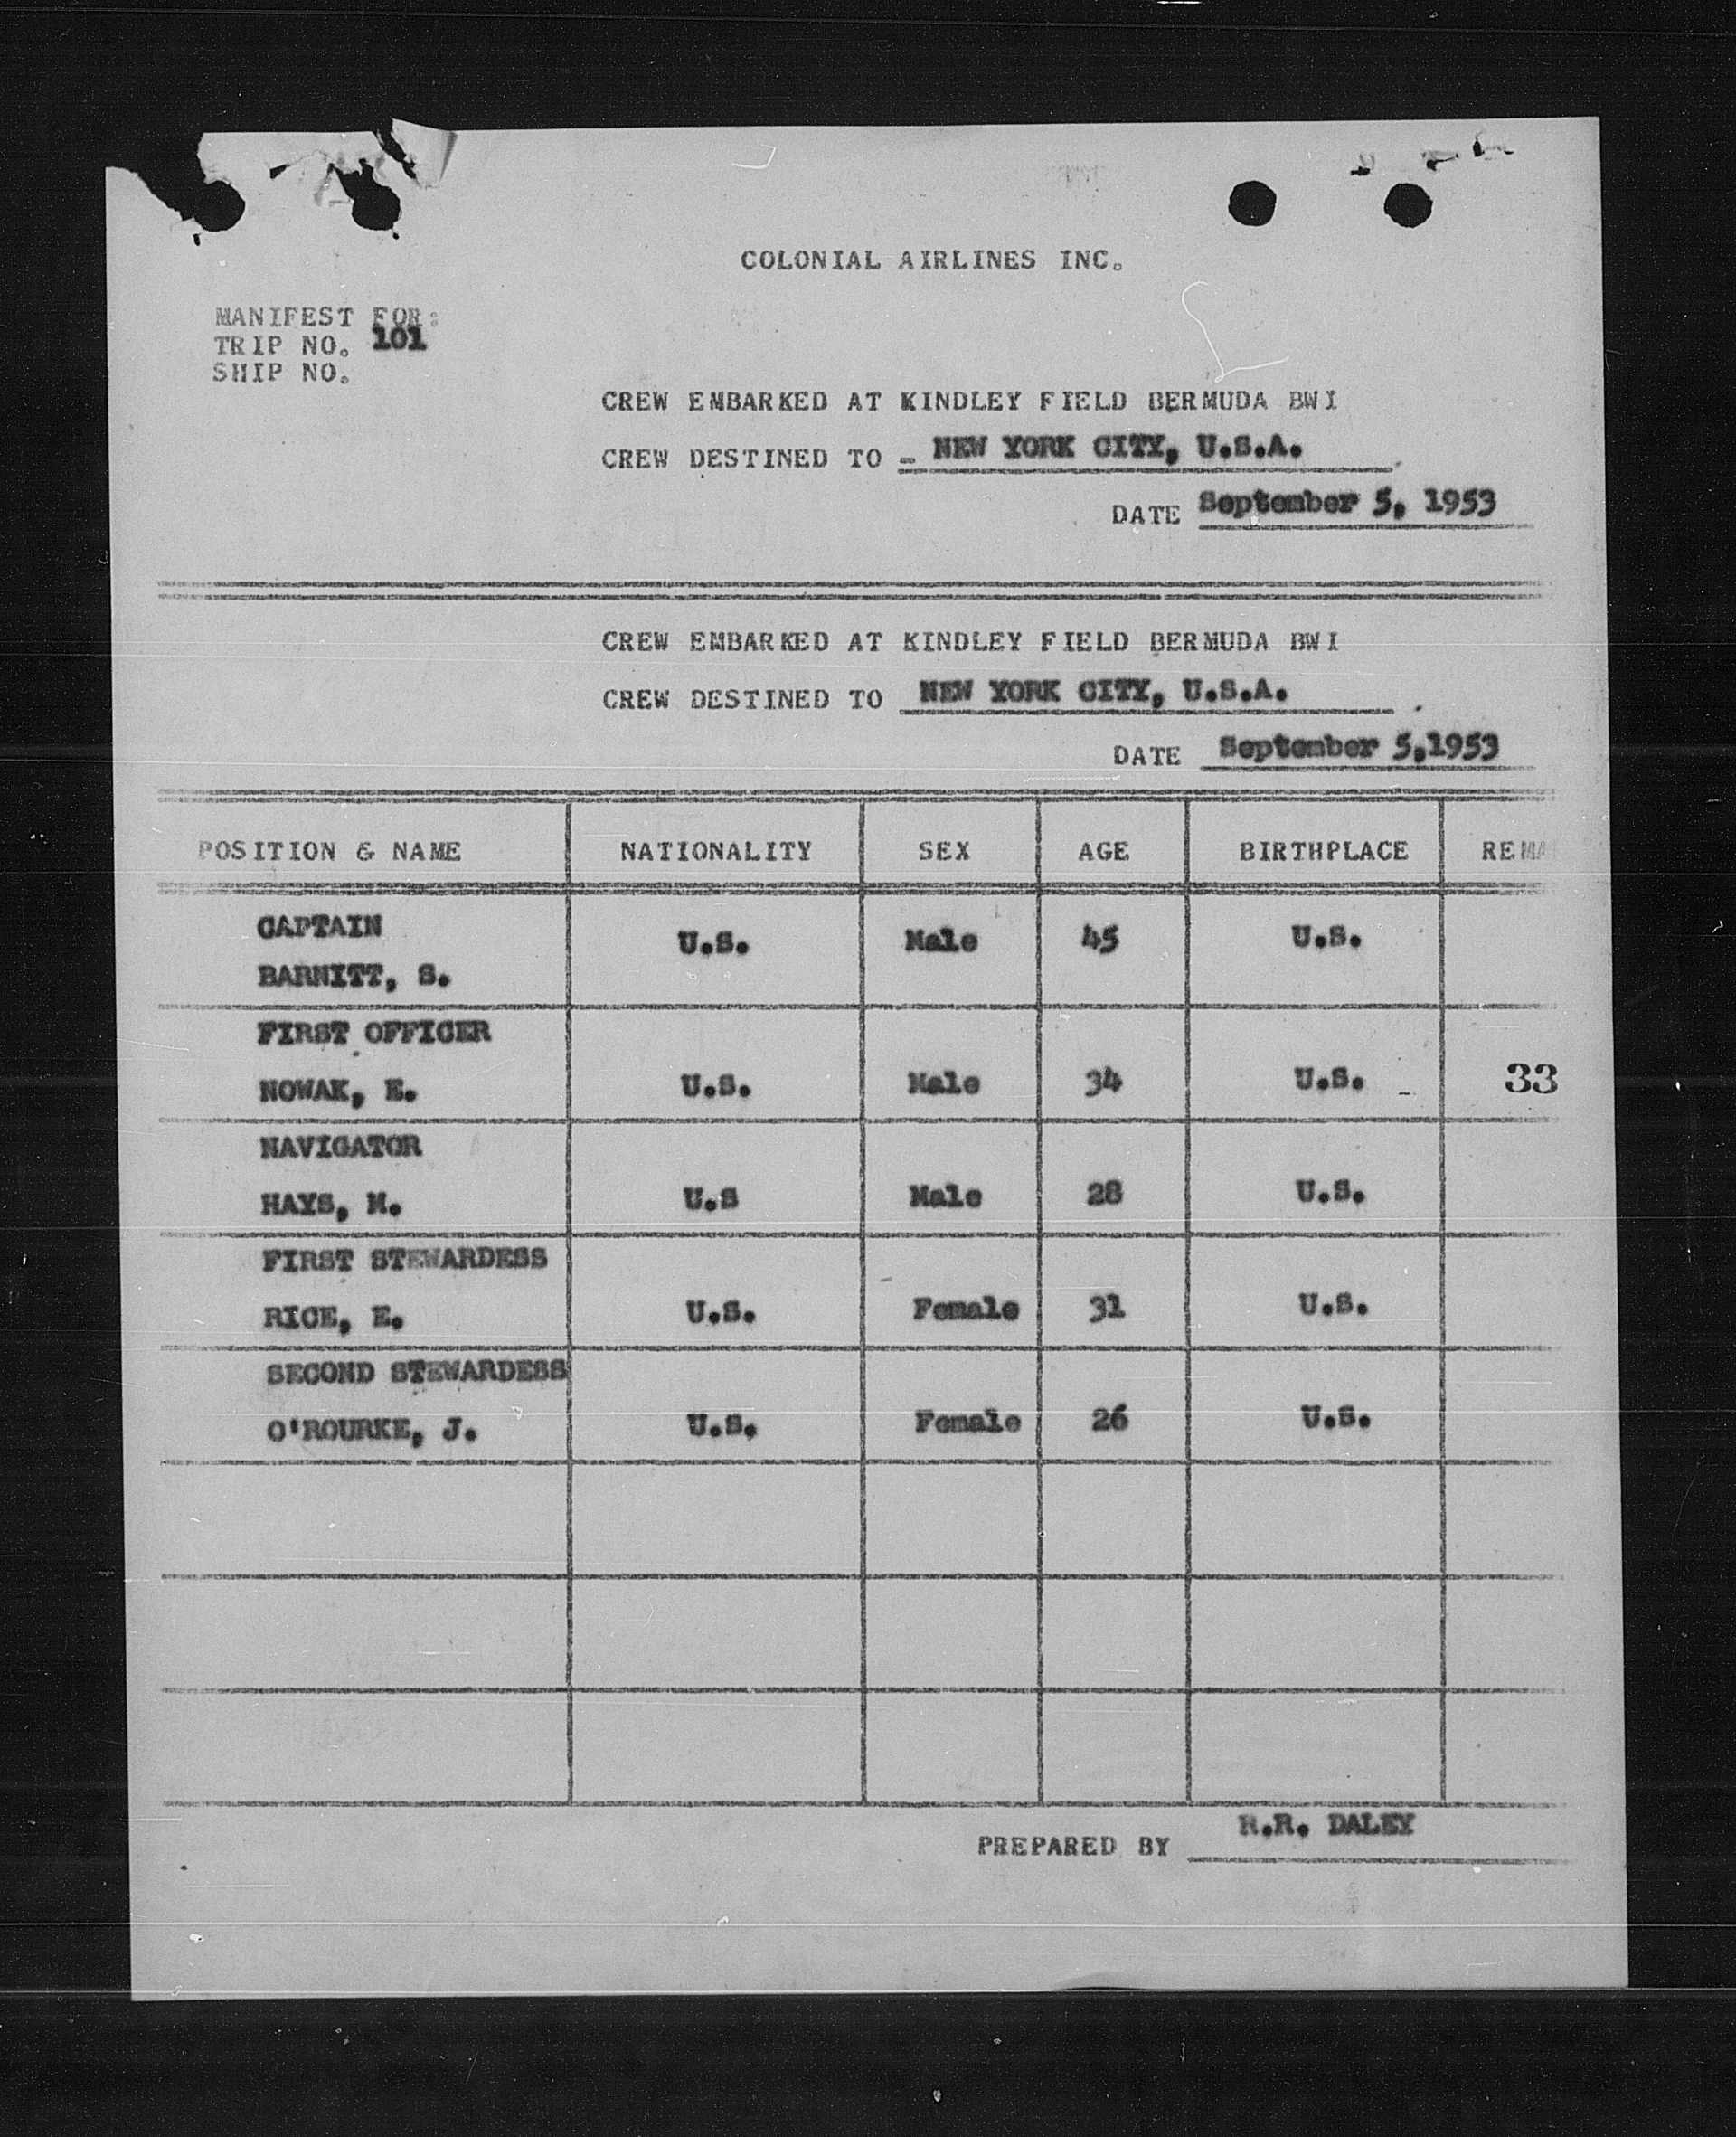 COLONIAL AIRLINES INC.
MANIFEST FOR:
TRIP NO. 101
SHIP NO.
CREW EMBARKED AT KINDLEY FIELD BERMUDA BWI
CREW DESTINED TO - NEW YORK CITY, U.S.A.
DATE September 5, 1953
CREW EMBARKED AT KINDLEY FIELD BERMUDA BWI
CREW DESTINED TO NEW YORK CITY, U.S.A.
DATE September 5,1953
POSITION & NAME NATIONALITY SEX AGE BIRTHPLACE REMA
CAPTAIN
BARNITT, S. U.S. Male 45 U.S.
FIRST OFFICER
NOWAK, E. U.S. Male 34 U.S. 33
NAVIGATOR
HAYS, M. U.S Male 28 U.S.
FIRST STEWARDESS
RICE, E. U.S. Female 31 U.S.
SECOND STEWARDESS
O'ROURKE, J. U.S. Female 26 U.S.
PREPARED BY R.R. DALEY